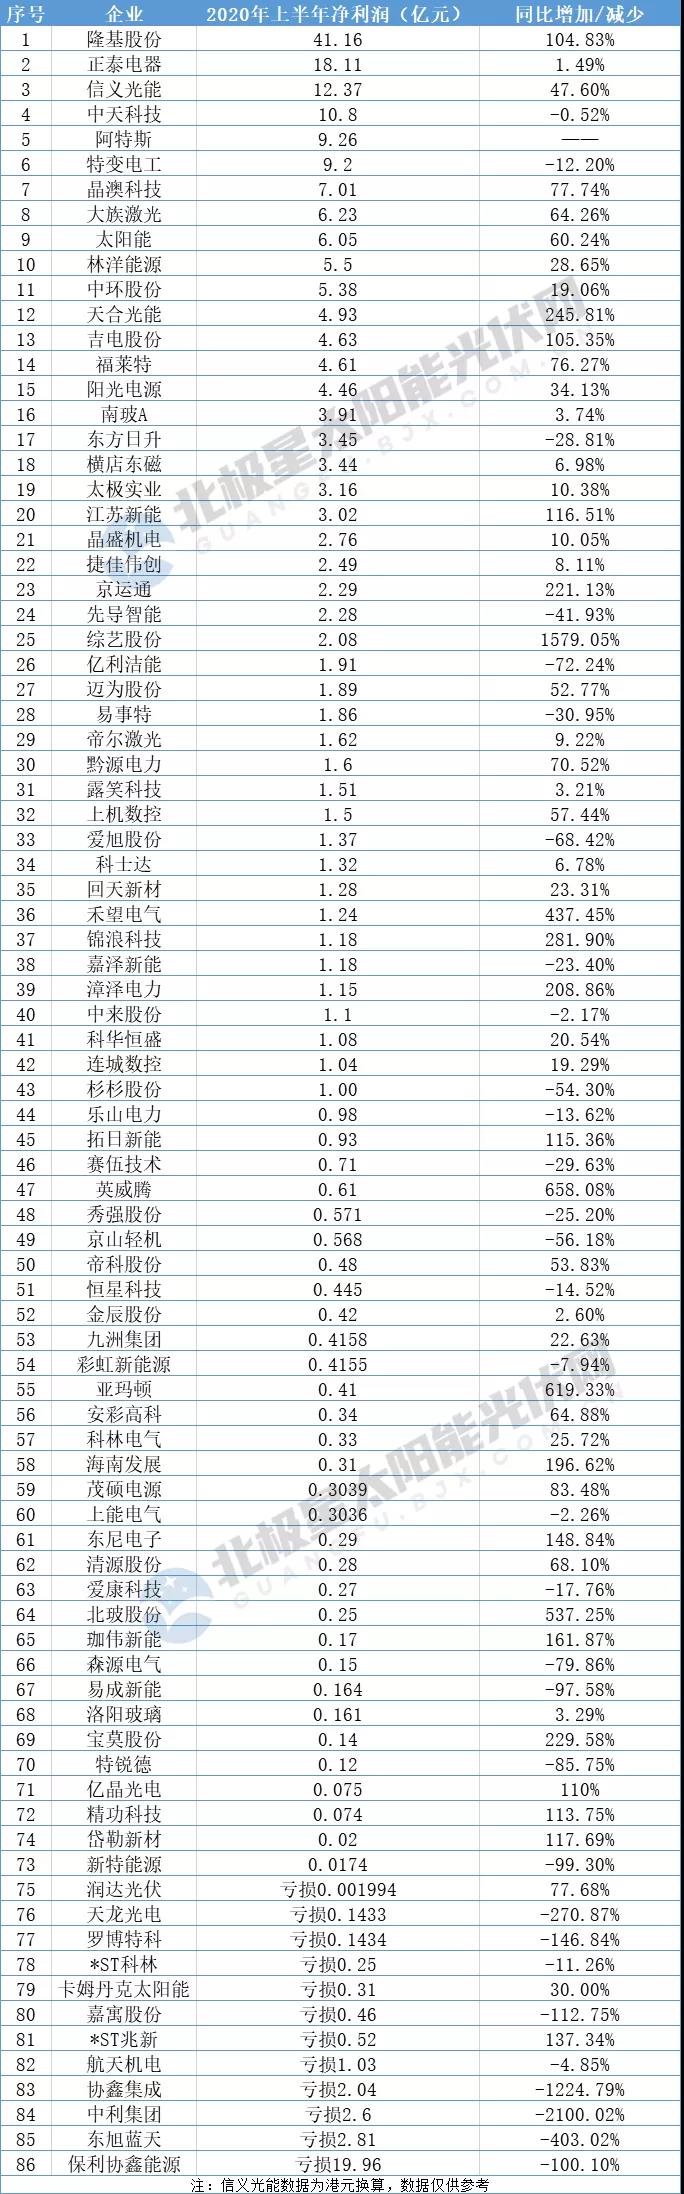 序号 企业 2020年上半年净利润（亿元） 同比增加/减少
1 隆基股份 41.16 104.83%
2 正泰电器 18.11 1.49%
3 信义光能 12.37 47.60%
4 中天科技 10.8 -0.52%
5 阿特斯 9.26 ——
6 特变电工 9.2 -12.20%
7 晶澳科技 7.01 77.74%
8 大族激光 6.23 64.26%
9 太阳能 6.05 60.24%
10 林洋能源 5.5 28.65%
11 中环股份 5.38 19.06%
12 天合光能 4.93 245.81%
13 吉电股份 4.63 105.35%
14 福莱特 4.61 76.27%
15 阳光电源 4.46 34.13%
16 南玻A 3.91 3.74%
17 东方日升 3.45 -28.81%
18 横店东磁 3.44 6.98%
19 太极实业 3.16 10.38%
20 江苏新能 3.02 116.51%
21 晶盛机电 2.76 10.05%
22 捷佳伟创 2.49 8.11%
23 京运通 2.29 221.13%
24 先导智能 2.28 -41.93%
25 综艺股份 2.08 1579.05%
26 亿利洁能 1.91 -72.24%
27 迈为股份 1.89 52.77%
28 易事特 1.86 -30.95%
29 帝尔激光 1.62 9.22%
30 黔源电力 1.6 70.52%
31 露笑科技 1.51 3.21%
32 上机数控 1.5 57.44%
33 爱旭股份 1.37 -68.42%
34 科士达 1.32 6.78%
35 回天新材 1.28 23.31%
36 禾望电气 1.24 437.45%
37 锦浪科技 1.18 281.90%
38 嘉泽新能 1.18 -23.40%
39 漳泽电力 1.15 208.86%
40 中来股份 1.1 -2.17%
41 科华恒盛 1.08 20.54%
42 连城数控 1.04 19.29%
43 杉杉股份 1.00 -54.30%
44 乐山电力 0.98 -13.62%
45 拓日新能 0.93 115.36%
46 赛伍技术 0.71 -29.63%
47 英威腾 0.61 658.08%
48 秀强股份 0.571 -25.20%
49 京山轻机 0.568 -56.18%
50 帝科股份 0.48 53.83%
51 恒星科技 0.445 -14.52%
52 金辰股份 0.42 2.60%
53 九洲集团 0.4158 22.63%
54 彩虹新能源 0.4155 -7.94%
55 亚玛顿 0.41 619.33%
56 安彩高科 0.34 64.88%
57 科林电气 0.33 25.72%
58 海南发展 0.31 196.62%
59 茂硕电源 0.3039 83.48%
60 上能电气 0.3036 -2.26%
61 东尼电子 0.29 148.84%
62 清源股份 0.28 68.10%
63 爱康科技 0.27 -17.76%
64 北玻股份 0.25 537.25%
65 珈伟新能 0.17 161.87%
66 森源电气 0.15 -79.86%
67 易成新能 0.164 -97.58%
68 洛阳玻璃 0.161 3.29%
69 宝莫股份 0.14 229.58%
70 特锐德 0.12 -85.75%
71 亿晶光电 0.075 110%
72 精功科技 0.074 113.75%
74 岱勒新材 0.02 117.69%
73 新特能源 0.0174 -99.30%
75 润达光伏 亏损0.001994 77.68%
76 天龙光电 亏损0.1433 -270.87%
77 罗博特科 亏损0.1434 -146.84%
78 *ST科林 亏损0.25 -11.26%
79 卡姆丹克太阳能 亏损0.31 30.00%
80 嘉寓股份 亏损0.46 -112.75%
81 *ST兆新 亏损0.52 137.34%
82 航天机电 亏损1.03 -4.85%
83 协鑫集成 亏损2.04 -1224.79%
84 中利集团 亏损2.6 -2100.02%
85 东旭蓝天 亏损2.81 -403.02%
86 保利协鑫能源 亏损19.96 -100.10%
注：信义光能数据为港元换算，数据仅供参考
北极星太阳能光伏网
GUANGFU.BJX.COM.CN
北极星太阳能光伏网
GUANGFU.BJX.COM.CN